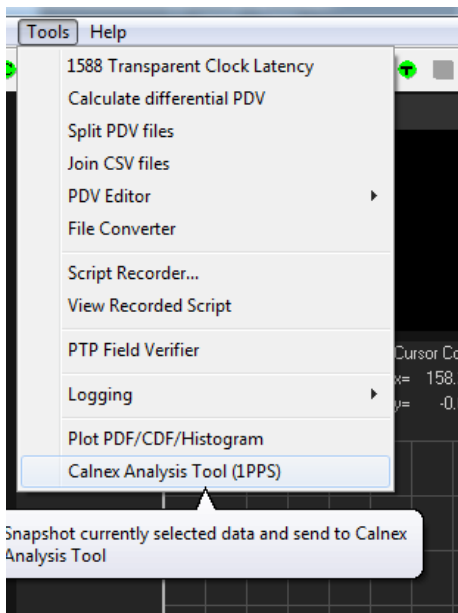 Tools Help
1588 Transparent Clock Latency
T
Calculate differential PDV
Split PDV files
Join CSV files
PDV Editor
File Converter
Script Recorder...
View Recorded Script
PTP Field Verifier
Cursor Co
x= 158.
Logging
y= -0.
Plot PDF/CDF/Histogram
Calnex Analysis Tool (1PPS)
Snapshot currently selected data and send to Calnex
Analysis Tool